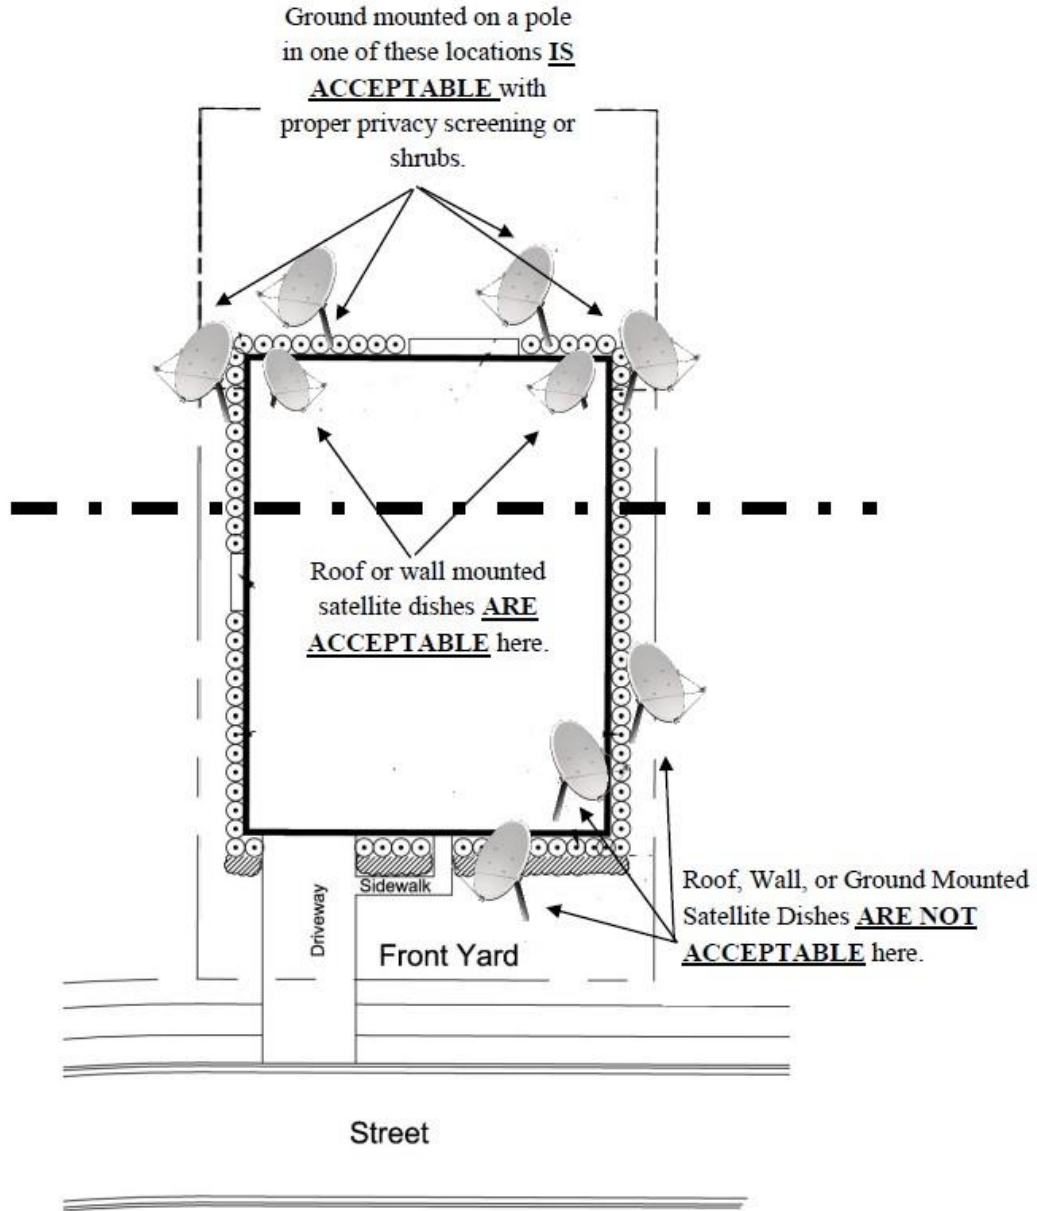 Ground mounted on a pole
in one of these locations IS
ACCEPTABLE with
proper privacy screening or
shrubs.
Roof or wall mounted
satellite dishes ARE
ACCEPTABLE here.
Roof, Wall, or Ground Mounted
Satellite Dishes ARE NOT
ACCEPTABLE here.
Sidewalk
Driveway
Front Yard
Street